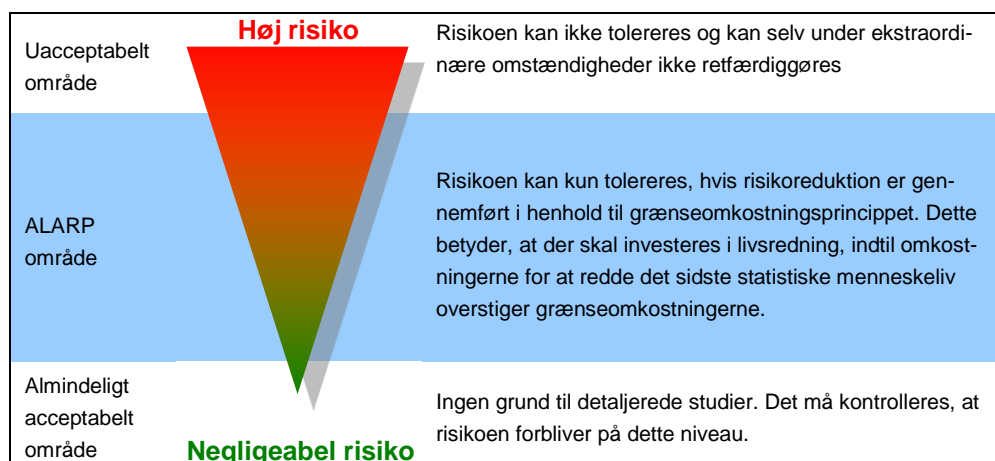 Høj risiko
Uacceptabelt
område
Risikoen kan ikke tolereres og kan selv under ekstraordi-
nære omstændigheder ikke retfærdiggøres
ALARP
område
Risikoen kan kun tolereres, hvis risikoreduktion er gen-
nemført i henhold til grænseomkostningsprincippet. Dette
betyder, at der skal investeres i livsredning, indtil omkost-
ningerne for at redde det sidste statistiske menneskeliv
overstiger grænseomkostningerne.
Almindeligt
acceptabelt
område
Ingen grund til detaljerede studier. Det må kontrolleres, at
risikoen forbliver på dette niveau.
Negligeabel risiko